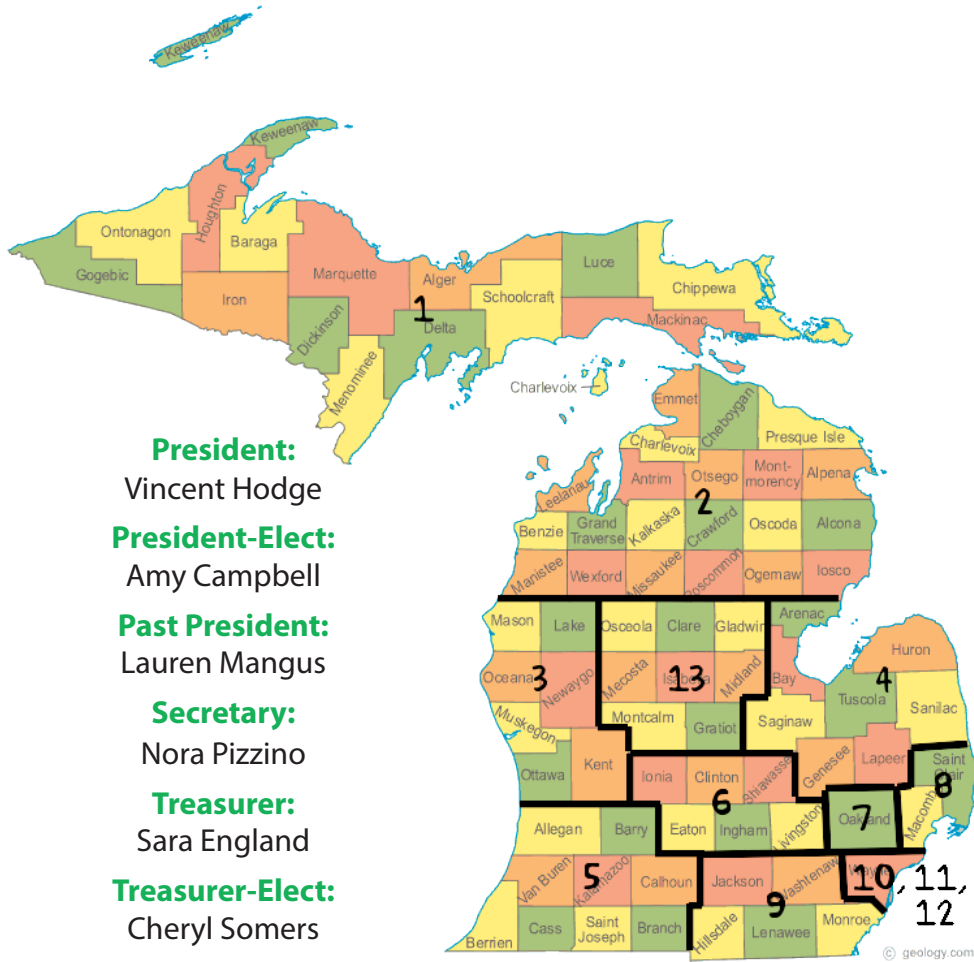 Keweenaw
Keweenaw
Houghton
Ontonagon
Baraga
Gogebic
Marquette
Alger
Luce
Iron
Schoolcraft
Chippewa
1
Dickinson
Delta
Mackinac
Menominee
Charlevoix
Emmet
Cheboygan
Charlevoix
Presque Isle
Antrim
Otsego
Mont-
morency
Alpena
Leelanau
2
Benzie
Grand
Traverse
Kalkaska
Crawford
Oscoda
Alcona
Manistee
Wexford
Missaukee
Roscommon
Ogemaw
Iosco
Mason
Lake
Osceola
Clare
Gladwin
Arenac
Huron
Oceana
3
Newaygo
Mecosta
Isabella
13
Midland
Bay
4
Tuscola
Sanilac
Muskegon
Montcalm
Gratiot
Saginaw
Ottawa
Kent
Ionia
Clinton
Shiawassee
Genesee
Lapeer
Saint
Clair
8
6
Allegan
Barry
Eaton
Ingham
Livingston
Oakland
7
Macomb
Van Buren
5
Kalamazoo
Calhoun
Jackson
Washtenaw
Wayne
10, 11,
12
9
Berrien
Cass
Saint
Joseph
Branch
Hillsdale
Lenawee
Monroe
President:
Vincent Hodge
President-Elect:
Amy Campbell
Past President:
Lauren Mangus
Secretary:
Nora Pizzino
Treasurer:
Sara England
Treasurer-Elect:
Cheryl Somers
© geology.com